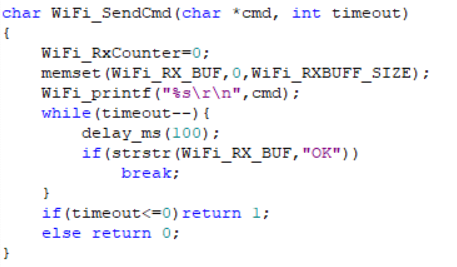 char WiFi_SendCmd(char *cmd, int timeout)
{
    WiFi_RxCounter=0;
    memset(WiFi_RX_BUF,0,WiFi_RXBUFF_SIZE);
    WiFi_printf("%s\r\n",cmd);
    while(timeout--){
        delay_ms(100);
        if(strstr(WiFi_RX_BUF,"OK"))
            break;
    }
    if(timeout<=0)return 1;
    else return 0;
}